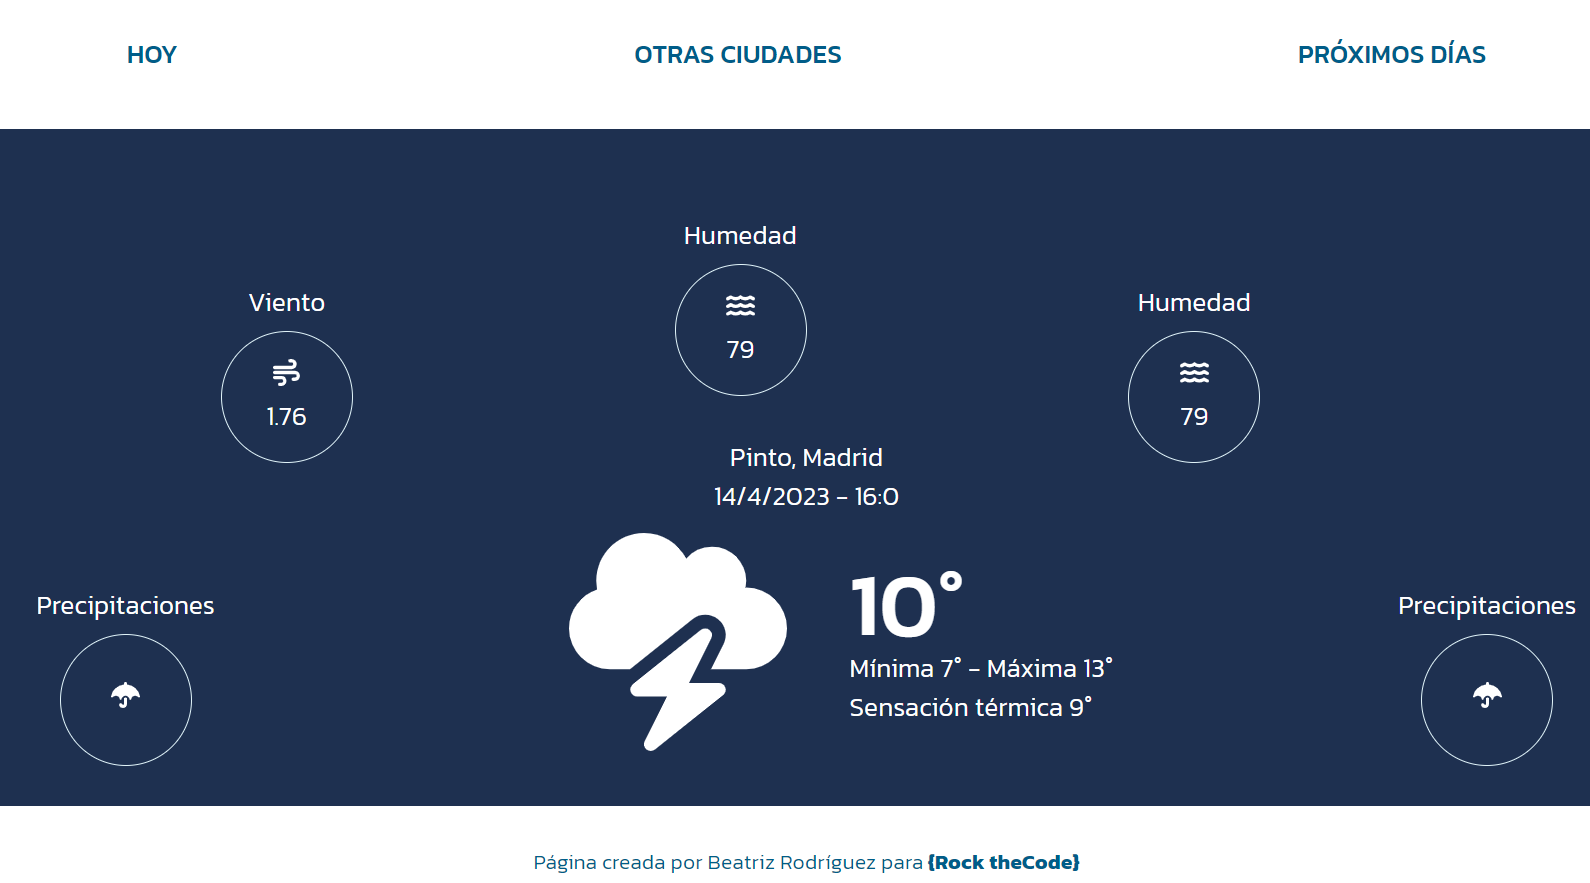 HOY
OTRAS CIUDADES
PRÓXIMOS DÍAS
Humedad
79
Viento
1.76
Humedad
79
Pinto, Madrid
14/4/2023 - 16:0
Precipitaciones
10°
Mínima 7° - Máxima 13°
Sensación térmica 9°
Precipitaciones
Página creada por Beatriz Rodríguez para {Rock theCode}